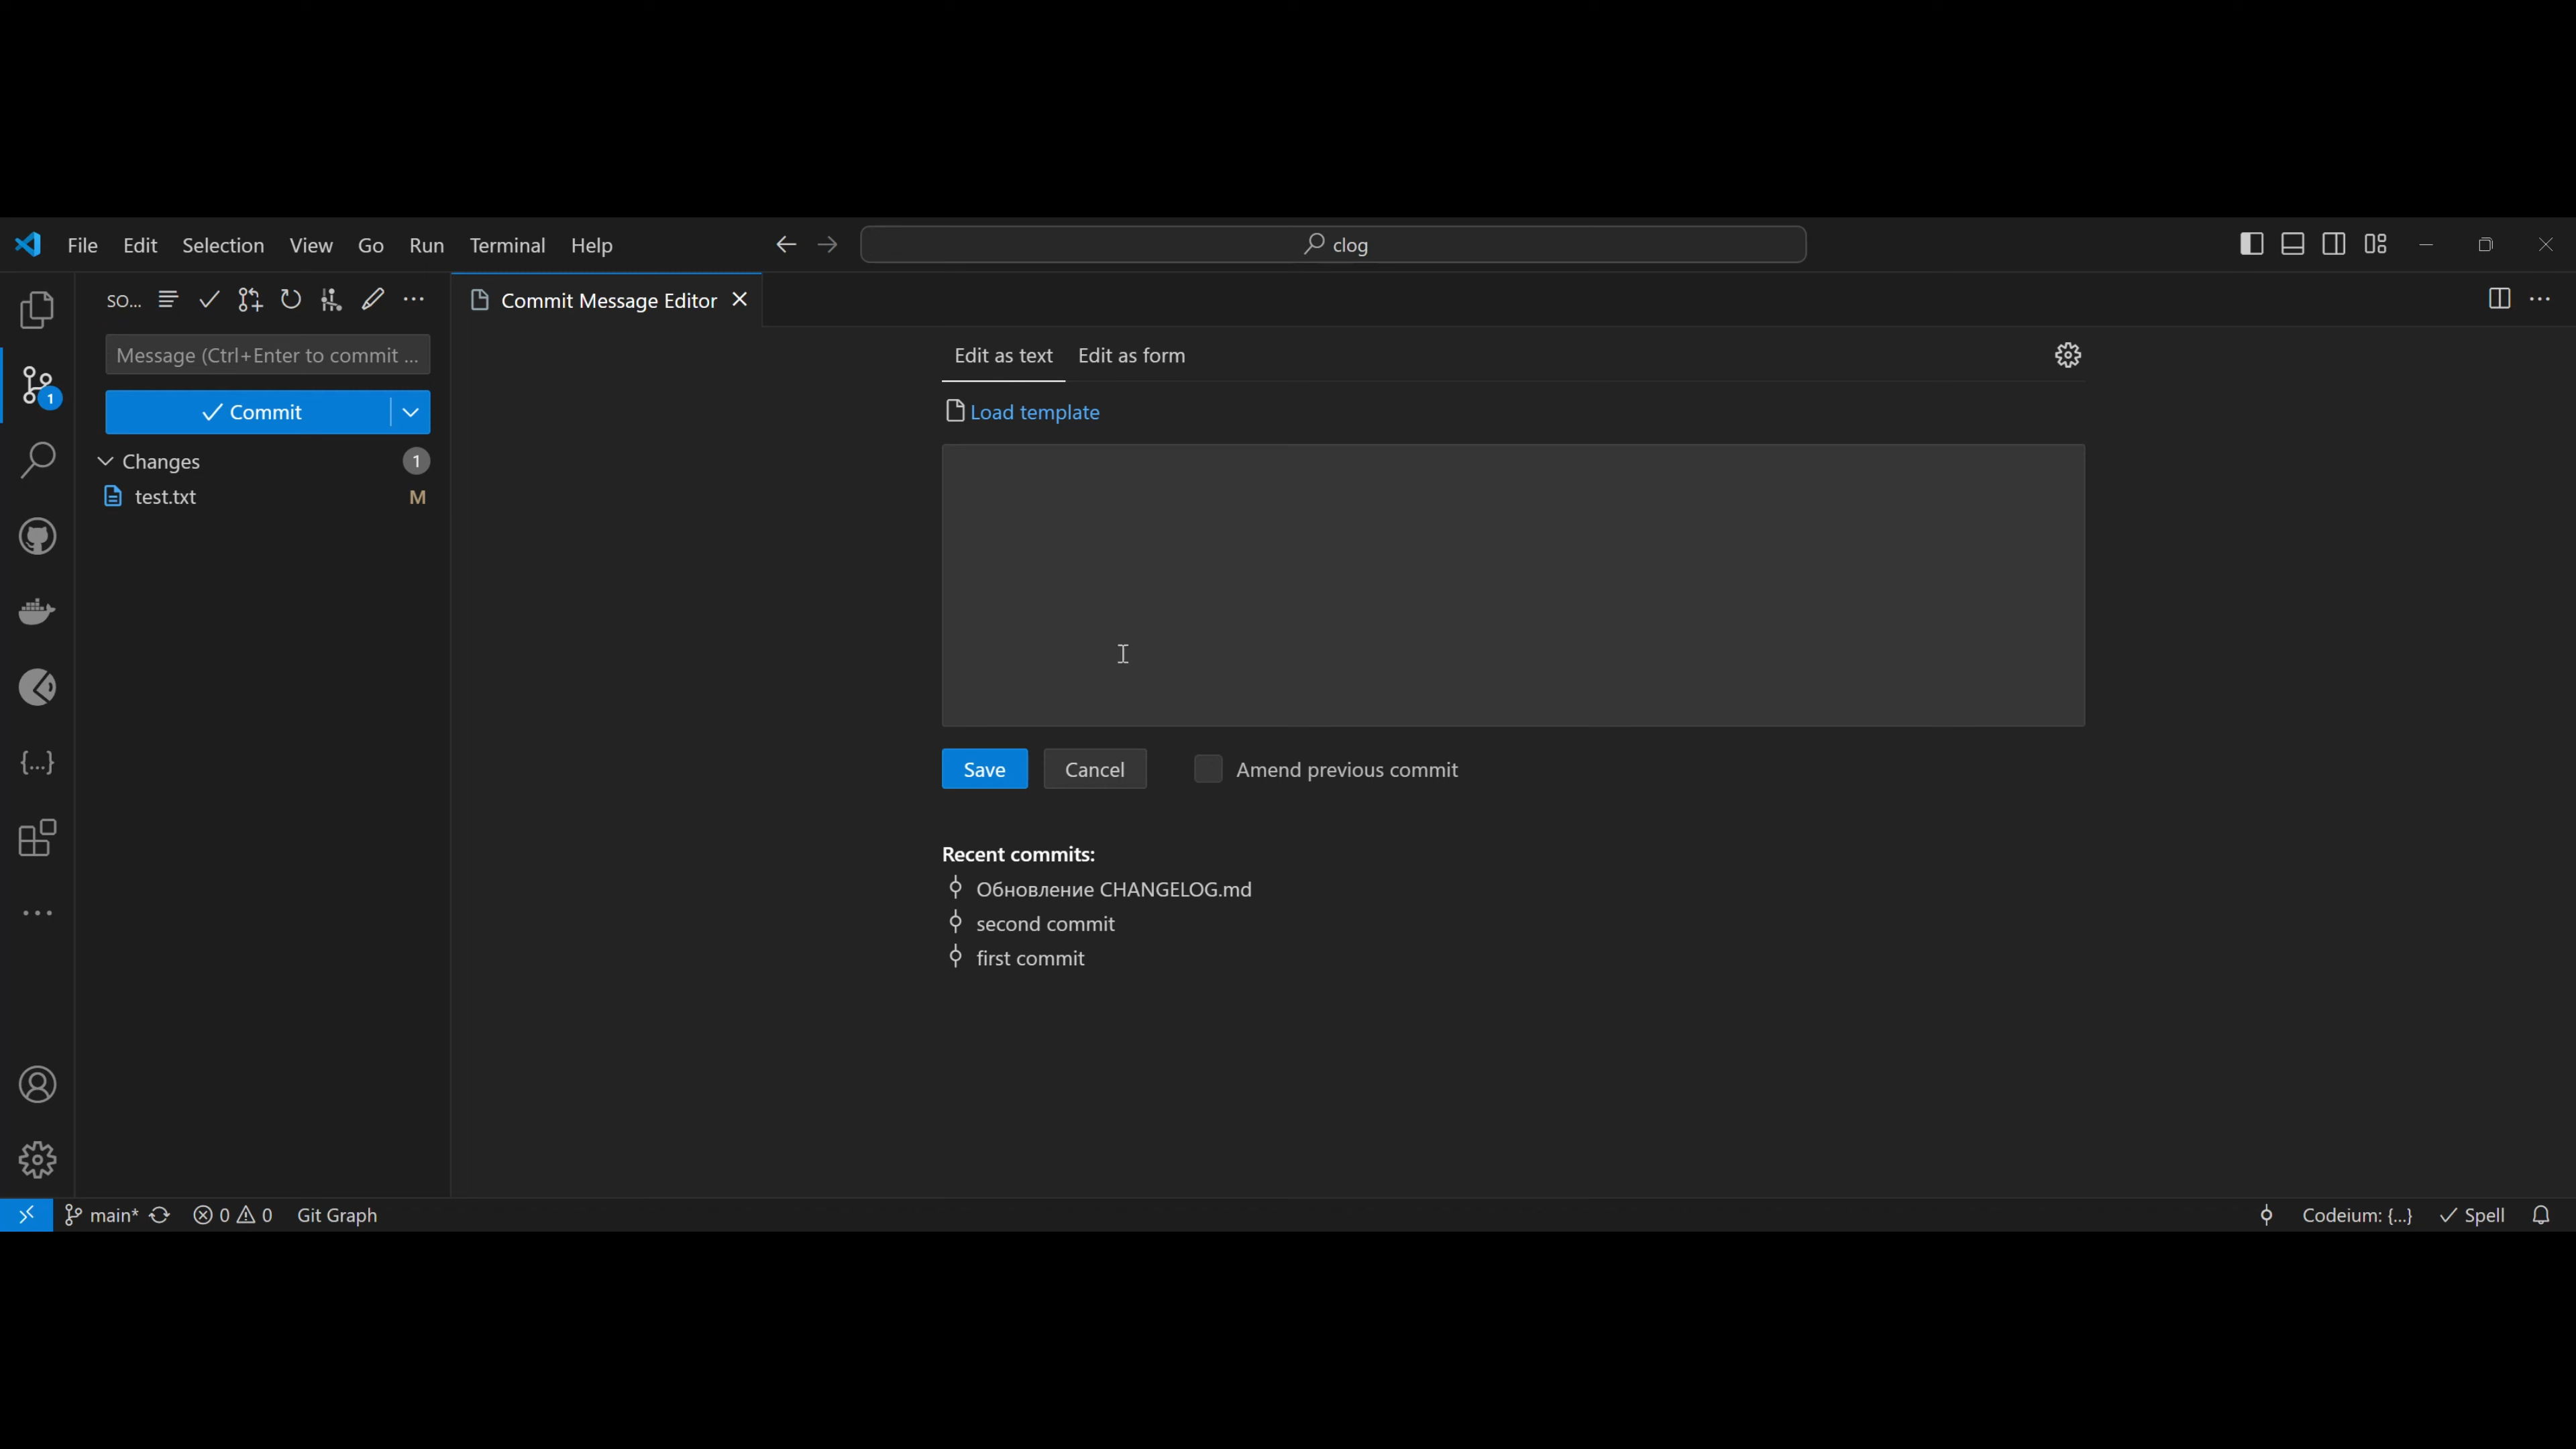 File Edit Selection View Go Run Terminal Help
clog
SO...
Commit Message Editor
Message (Ctrl+Enter to commit ...
Commit
Changes 1
test.txt M
1
Edit as text Edit as form
Load template
Save Cancel Amend previous commit
Recent commits:
Обновление CHANGELOG.md
second commit
first commit
main* 0 0 Git Graph
Codeium: {...} Spell